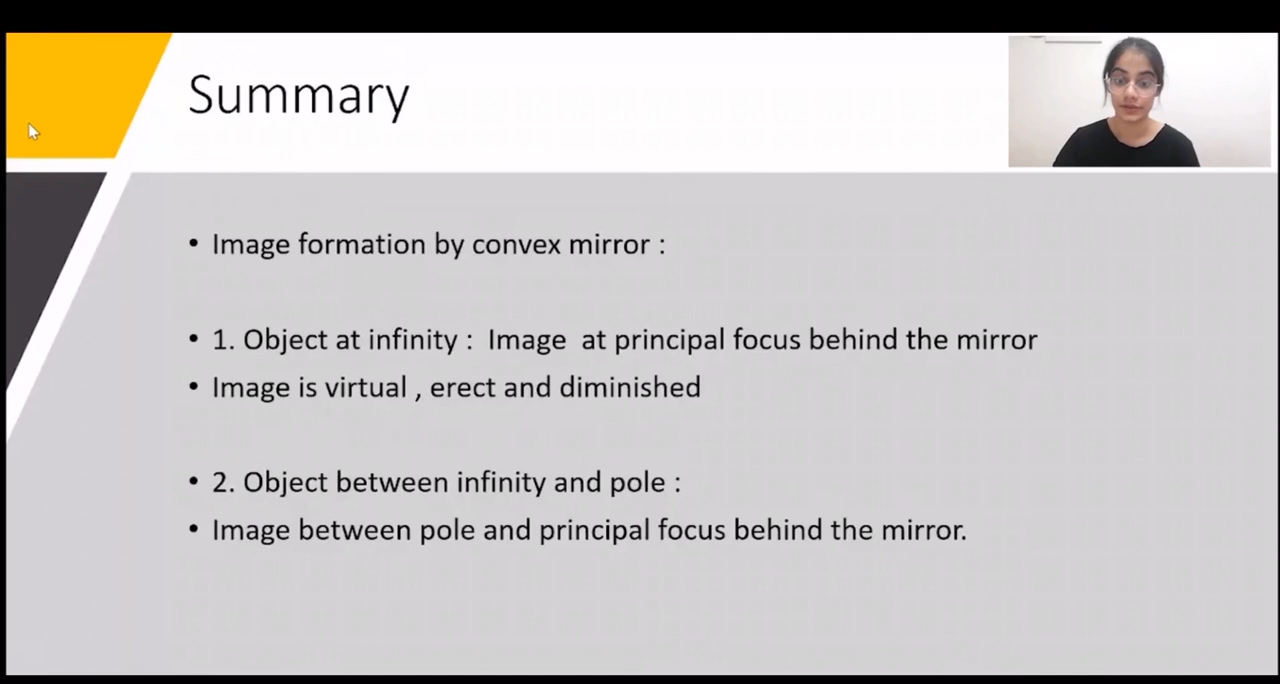 Summary
• Image formation by convex mirror :
• 1. Object at infinity :  Image  at principal focus behind the mirror
• Image is virtual , erect and diminished
• 2. Object between infinity and pole :
• Image between pole and principal focus behind the mirror.